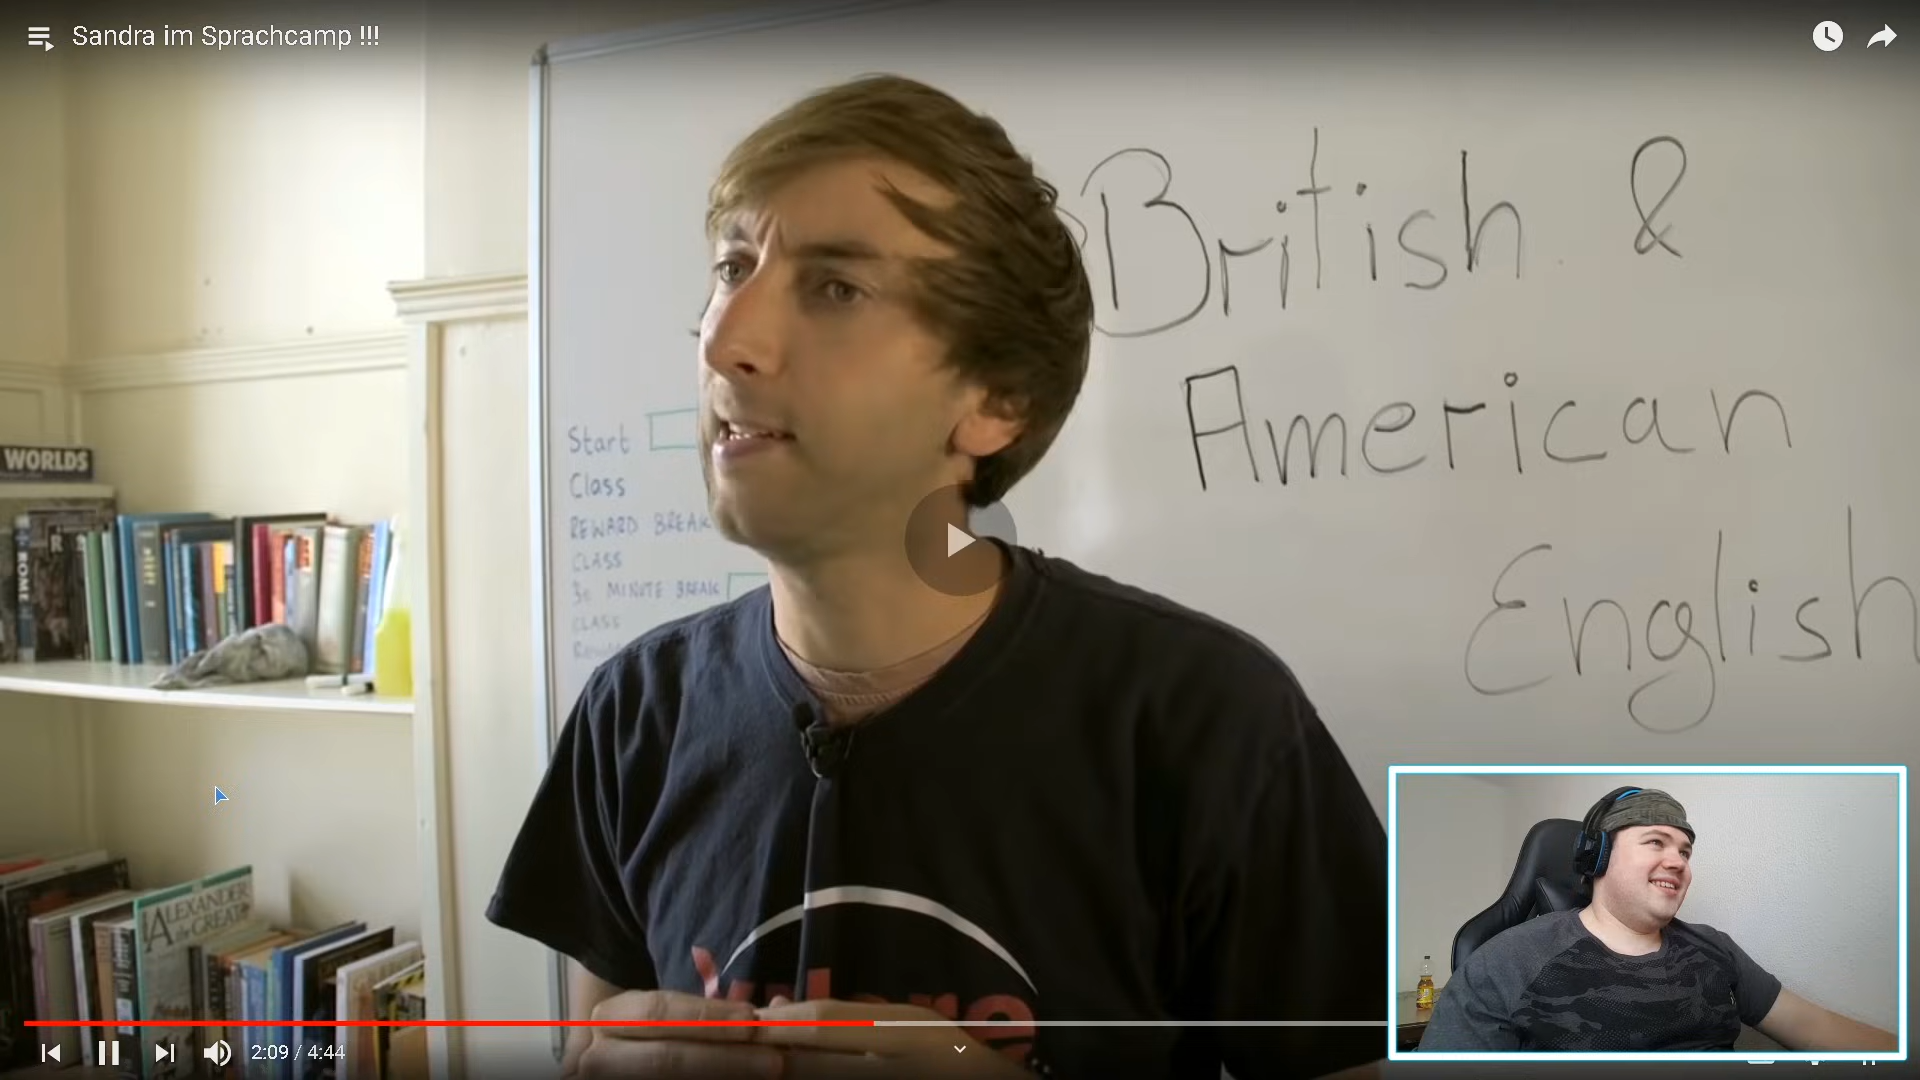 Sandra im Sprachcamp !!!
British &
American
English
Start
Class
REWARD BREAK
CLASS
30 MINUTE BREAK
CLASS
WORLDS
ROME
ALEXANDER
the GREAT
2:09 / 4:44